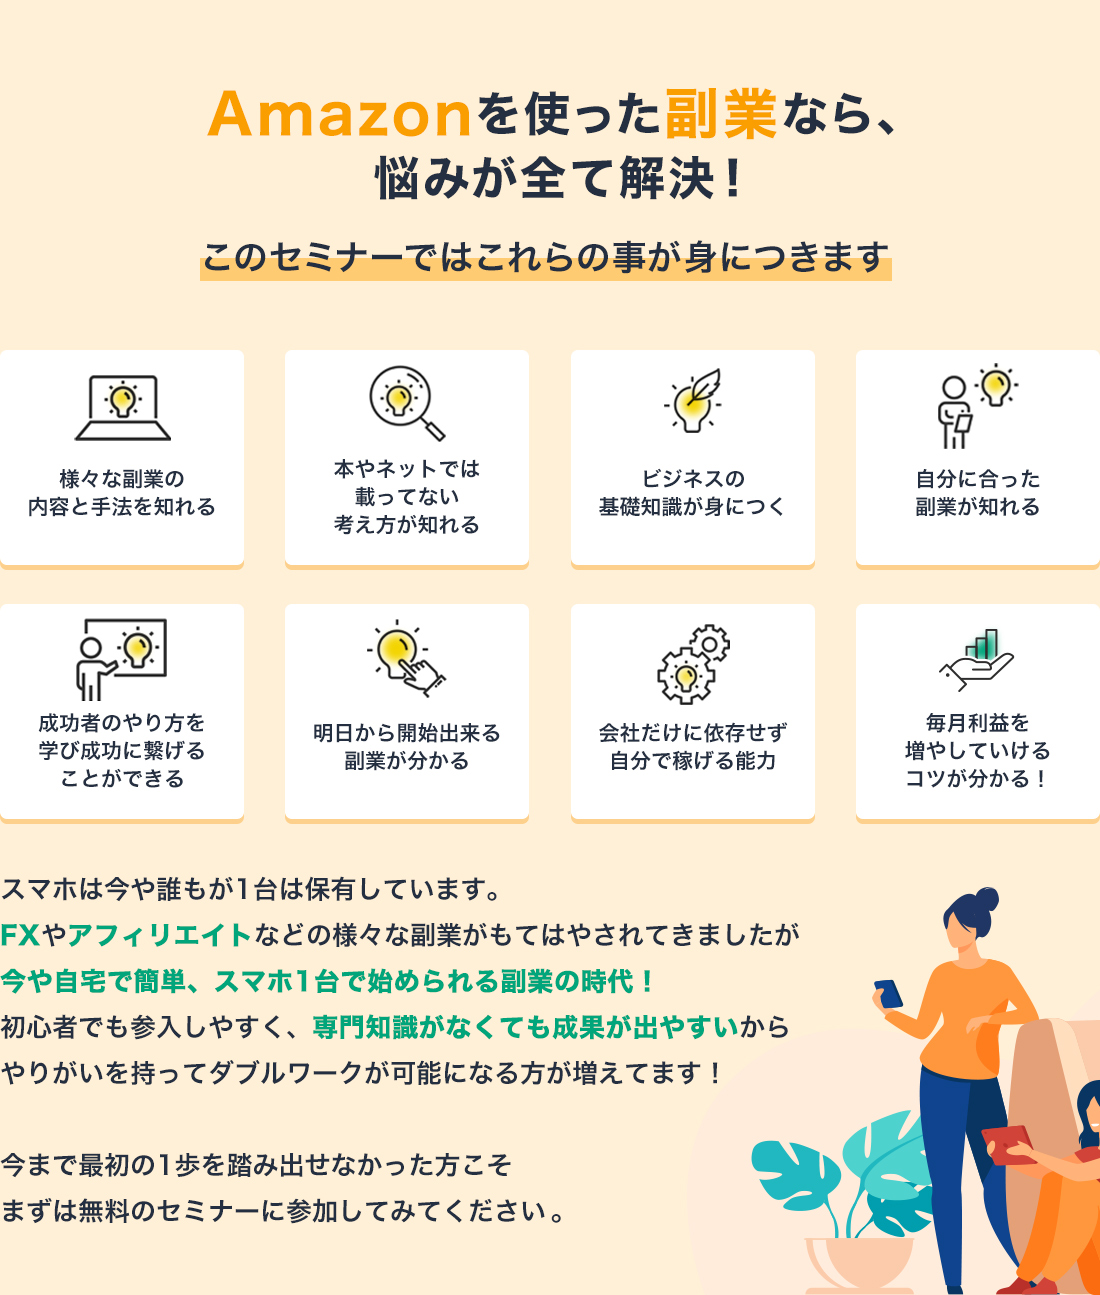 Amazonを使った副業なら、
悩みが全て解決！
このセミナーではこれらの事が身につきます
様々な副業の
内容と手法を知れる
本やネットでは
載ってない
考え方が知れる
ビジネスの
基礎知識が身につく
自分に合った
副業が知れる
成功者のやり方を
学び成功に繋げる
ことができる
明日から開始出来る
副業が分かる
会社だけに依存せず
自分で稼げる能力
毎月利益を
増やしていける
コツが分かる！
スマホは今や誰もが1台は保有しています。
FXやアフィリエイトなどの様々な副業がもてはやされてきましたが
今や自宅で簡単、スマホ1台で始められる副業の時代！
初心者でも参入しやすく、専門知識がなくても成果が出やすいから
やりがいを持ってダブルワークが可能になる方が増えてます！
今まで最初の1歩を踏み出せなかった方こそ
まずは無料のセミナーに参加してみてください。